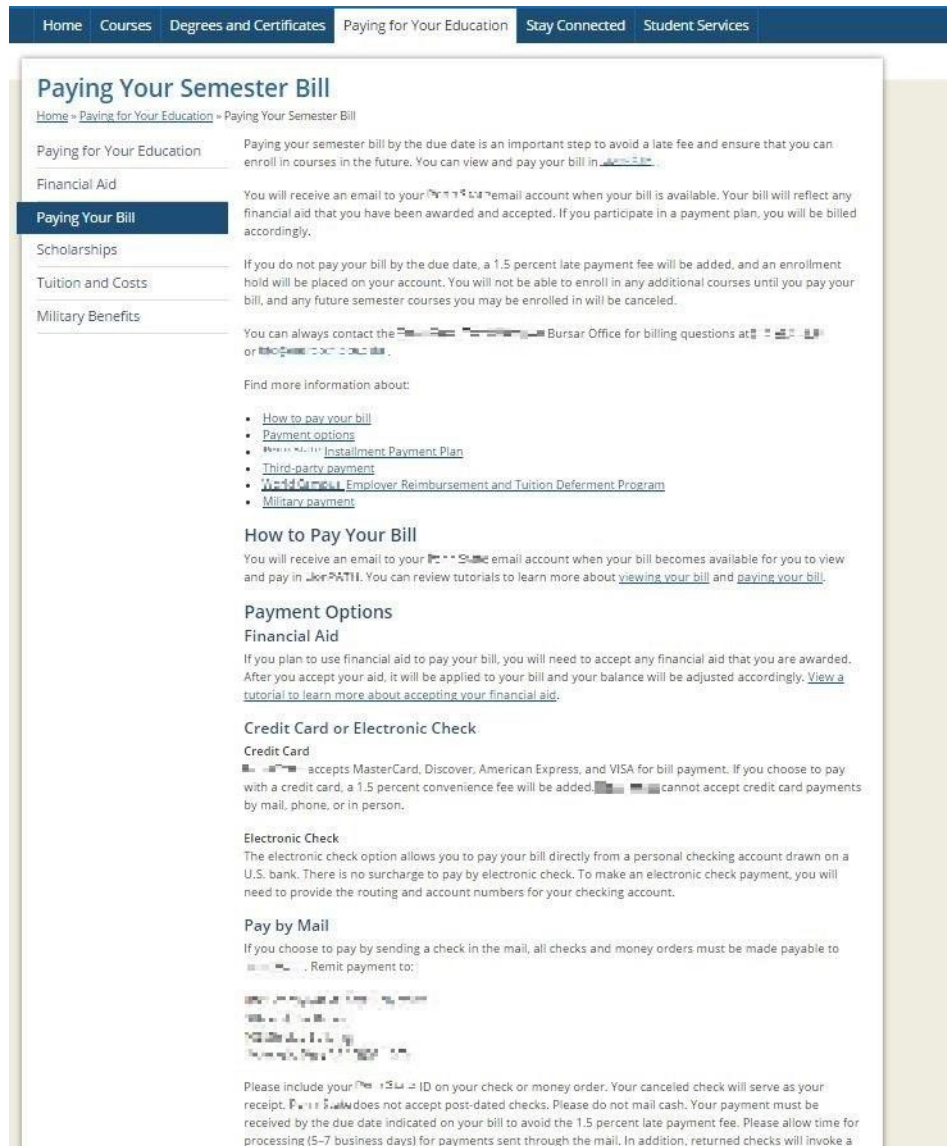 Home Courses Degrees and Certificates Paying for Your Education Stay Connected Student Services
Paying Your Semester Bill
Home » Paying for Your Education » Paying Your Semester Bill
Paying for Your Education
Financial Aid
Paying Your Bill
Scholarships
Tuition and Costs
Military Benefits
Paying your semester bill by the due date is an important step to avoid a late fee and ensure that you can
enroll in courses in the future. You can view and pay your bill in
You will receive an email to your email account when your bill is available. Your bill will reflect any
financial aid that you have been awarded and accepted. If you participate in a payment plan, you will be billed
accordingly.
If you do not pay your bill by the due date, a 1.5 percent late payment fee will be added, and an enrollment
hold will be placed on your account. You will not be able to enroll in any additional courses until you pay your
bill, and any future semester courses you may be enrolled in will be canceled.
You can always contact the Bursar Office for billing questions at
or
Find more information about:
• How to pay your bill
• Payment options
• Installment Payment Plan
• Third-party payment
• Employer Reimbursement and Tuition Deferment Program
• Military payment
How to Pay Your Bill
You will receive an email to your email account when your bill becomes available for you to view
and pay in You can review tutorials to learn more about viewing your bill and paying your bill.
Payment Options
Financial Aid
If you plan to use financial aid to pay your bill, you will need to accept any financial aid that you are awarded.
After you accept your aid, it will be applied to your bill and your balance will be adjusted accordingly. View a
tutorial to learn more about accepting your financial aid.
Credit Card or Electronic Check
Credit Card
accepts MasterCard, Discover, American Express, and VISA for bill payment. If you choose to pay
with a credit card, a 1.5 percent convenience fee will be added. cannot accept credit card payments
by mail, phone, or in person.
Electronic Check
The electronic check option allows you to pay your bill directly from a personal checking account drawn on a
U.S. bank. There is no surcharge to pay by electronic check. To make an electronic check payment, you will
need to provide the routing and account numbers for your checking account.
Pay by Mail
If you choose to pay by sending a check in the mail, all checks and money orders must be made payable to
. Remit payment to:
Please include your ID on your check or money order. Your canceled check will serve as your
receipt. does not accept post-dated checks. Please do not mail cash. Your payment must be
received by the due date indicated on your bill to avoid the 1.5 percent late payment fee. Please allow time for
processing (5–7 business days) for payments sent through the mail. In addition, returned checks will invoke a